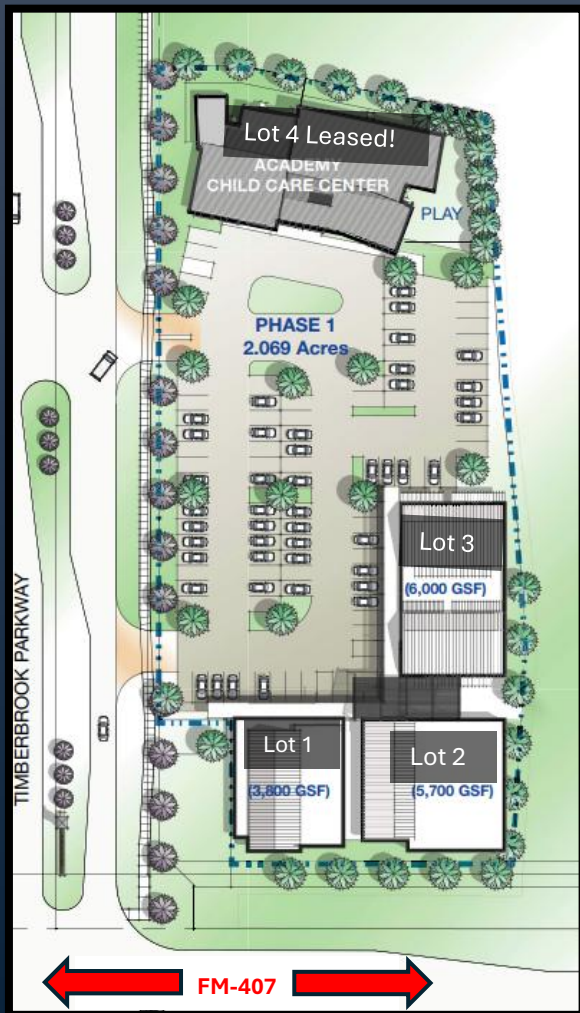 Lot 4 Leased!
ACADEMY
CHILD CARE CENTER
PLAY
PHASE 1
2.069 Acres
Lot 3
(6,000 GSF)
TIMBERBROOK PARKWAY
Lot 1
(3,800 GSF)
Lot 2
(5,700 GSF)
FM-407